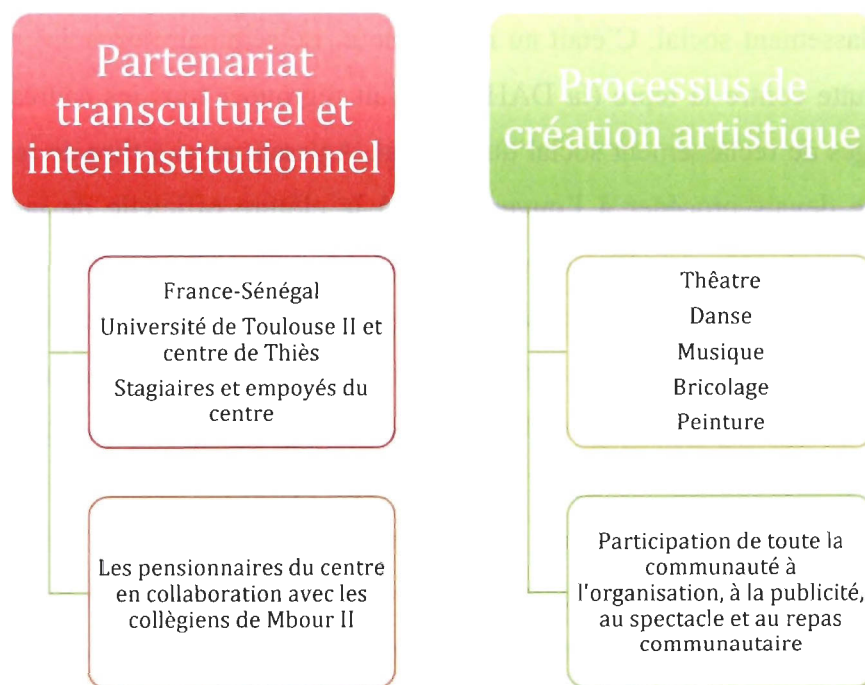 Partenariat
transculturel et
interinstitutionnel
France-Sénégal
Université de Toulouse II et
centre de Thiès
Stagiaires et empoyés du
centre
Les pensionnaires du centre
en collaboration avec les
collègiens de Mbour II
Processus de
création artistique
Thêatre
Danse
Musique
Bricolage
Peinture
Participation de toute la
communauté à
l'organisation, à la publicité,
au spectacle et au repas
communautaire